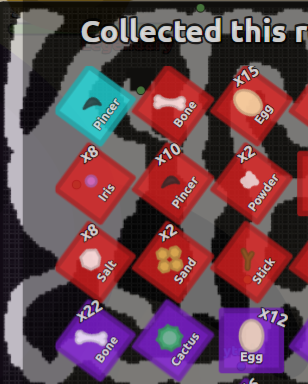 Collected this r
Pincer
Bone
x15
Egg
x8
Iris
x10
Pincer
x2
Powder
x8
Salt
x2
Sand
Stick
x22
Bone
Cactus
x12
Egg